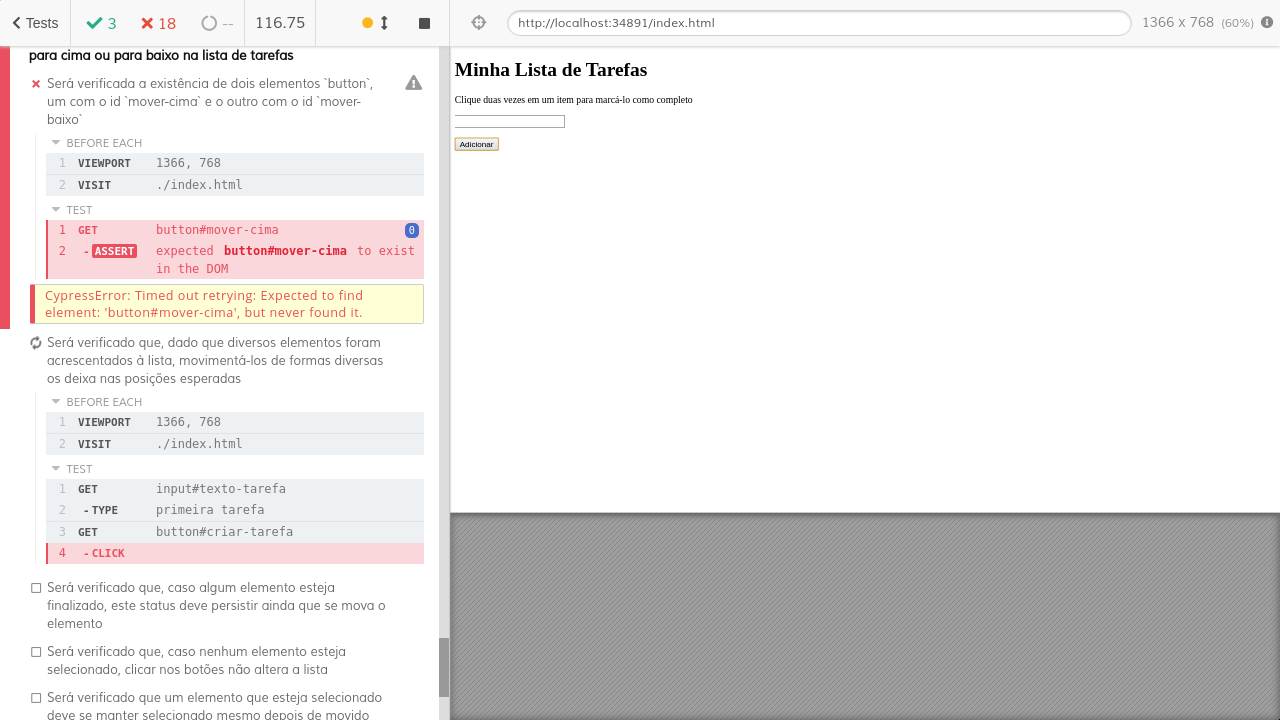 Tests
3
18
--
116.75
http://localhost:34891/index.html
1366 x 768 (60%)
para cima ou para baixo na lista de tarefas
Será verificada a existência de dois elementos `button`,
um com o id `mover-cima` e o outro com o id `mover-
baixo`
BEFORE EACH
1 VIEWPORT 1366, 768
2 VISIT ./index.html
TEST
1 GET button#mover-cima 0
2 -ASSERT expected button#mover-cima to exist
in the DOM
CypressError: Timed out retrying: Expected to find
element: 'button#mover-cima', but never found it.
Será verificado que, dado que diversos elementos foram
acrescentados à lista, movimentá-los de formas diversas
os deixa nas posições esperadas
BEFORE EACH
1 VIEWPORT 1366, 768
2 VISIT ./index.html
TEST
1 GET input#texto-tarefa
2 -TYPE primeira tarefa
3 GET button#criar-tarefa
4 -CLICK
Será verificado que, caso algum elemento esteja
finalizado, este status deve persistir ainda que se mova o
elemento
Será verificado que, caso nenhum elemento esteja
selecionado, clicar nos botões não altera a lista
Será verificado que um elemento que esteja selecionado
deve se manter selecionado mesmo depois de movido
Minha Lista de Tarefas
Clique duas vezes em um item para marcá-lo como completo
Adicionar